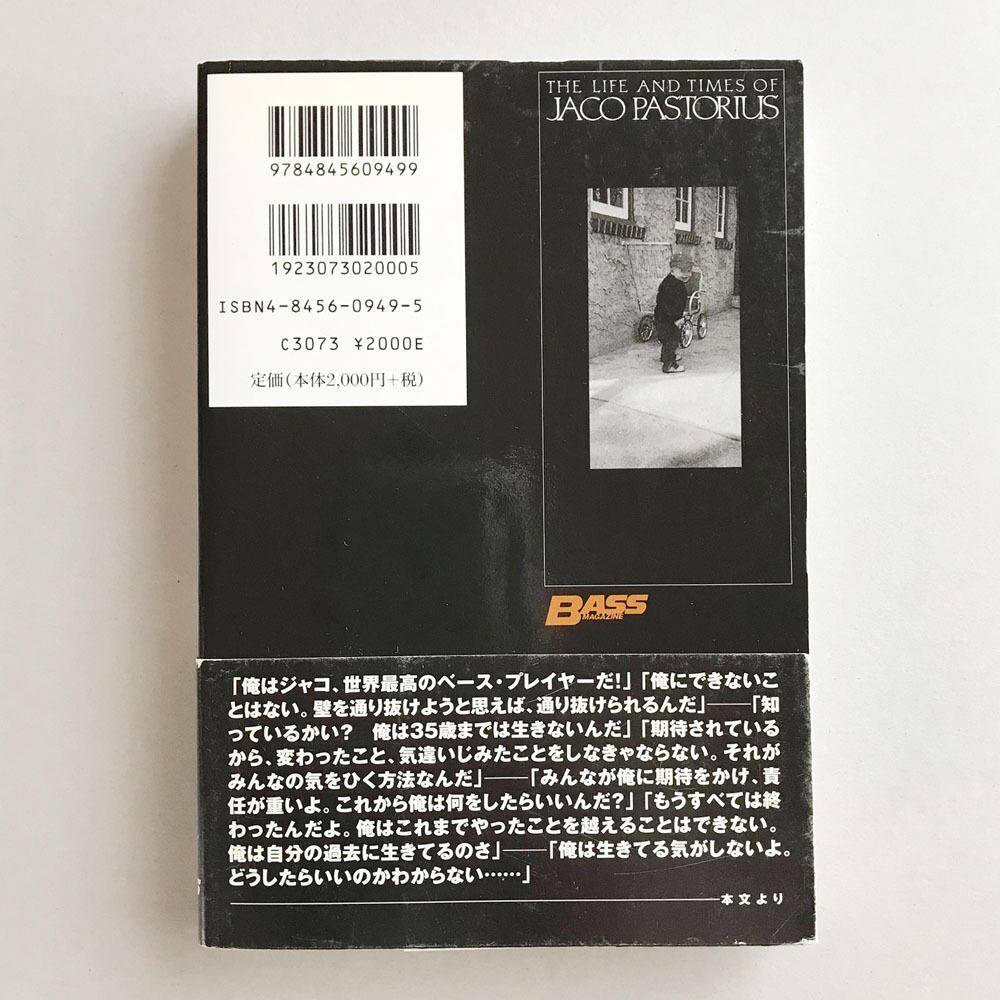 9784845609499
1923073020005
ISBN4-8456-0949-5
C3073 ¥2000E
定価(本体2,000円+税)
THE LIFE AND TIMES OF
JACO PASTORIUS
BASS
MAGAZINE
「俺はジャコ、世界最高のベース・プレイヤーだ!」「俺にできないこ
とはない。壁を通り抜けようと思えば、通り抜けられるんだ」──「知
っているかい? 俺は35歳までは生きないんだ」「期待されている
から、変わったこと、気違いじみたことをしなきゃならない。それが
みんなの気をひく方法なんだ」──「みんなが俺に期待をかけ、責
任が重いよ。これから俺は何をしたらいいんだ?」「もうすべては終
わったんだよ。俺はこれまでやったことを越えることはできない。
俺は自分の過去に生きてるのさ」──「俺は生きてる気がしないよ。
どうしたらいいのかわからない……」
──本文より